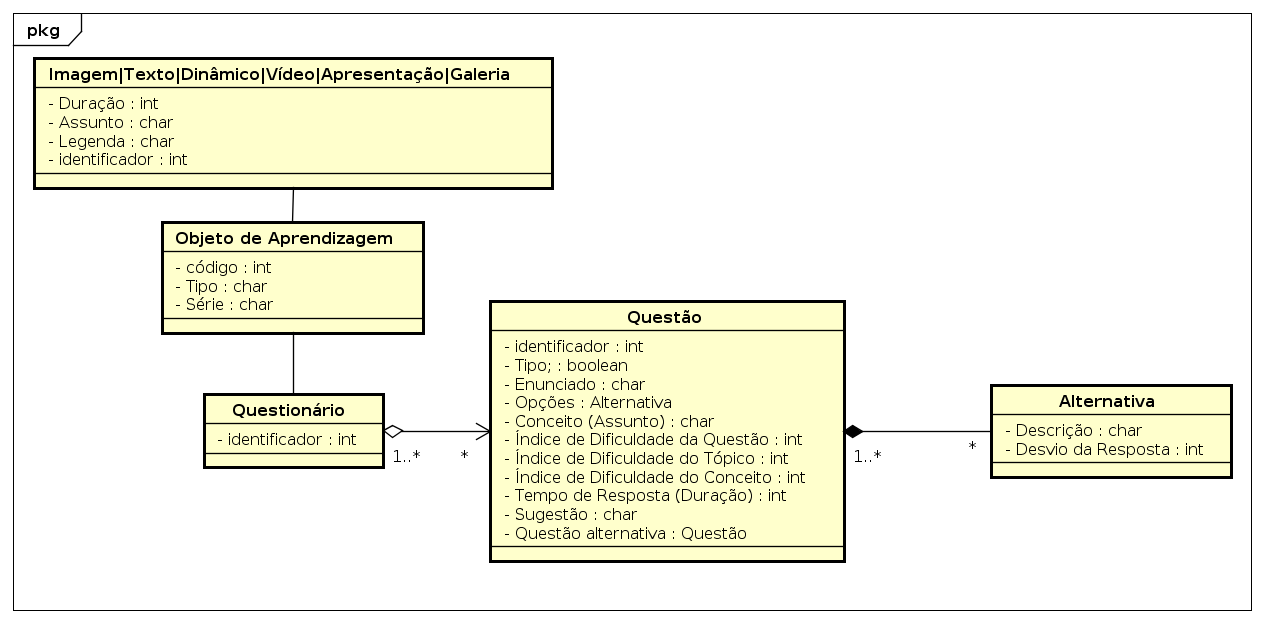 pkg
Imagem|Texto|Dinâmico|Vídeo|Apresentação|Galeria
- Duração : int
- Assunto : char
- Legenda : char
- identificador : int
Objeto de Aprendizagem
- código : int
- Tipo : char
- Série : char
Questionário
- identificador : int
1..*
*
Questão
- identificador : int
- Tipo; : boolean
- Enunciado : char
- Opções : Alternativa
- Conceito (Assunto) : char
- Índice de Dificuldade da Questão : int
- Índice de Dificuldade do Tópico : int
- Índice de Dificuldade do Conceito : int
- Tempo de Resposta (Duração) : int
- Sugestão : char
- Questão alternativa : Questão
1..*
*
Alternativa
- Descrição : char
- Desvio da Resposta : int